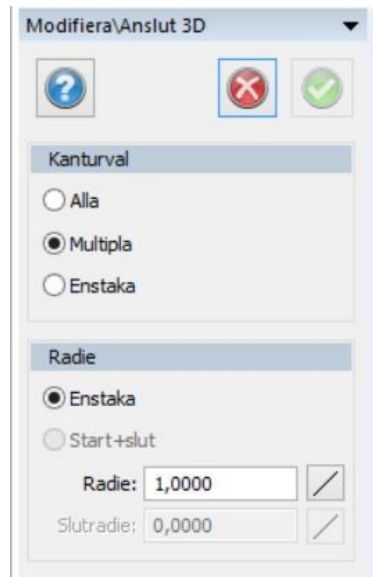 Modifiera\Anslut 3D
Kanturval
Alla
Multipla
Enstaka
Radie
Enstaka
Start+slut
Radie: 1,0000
Slutradie: 0,0000